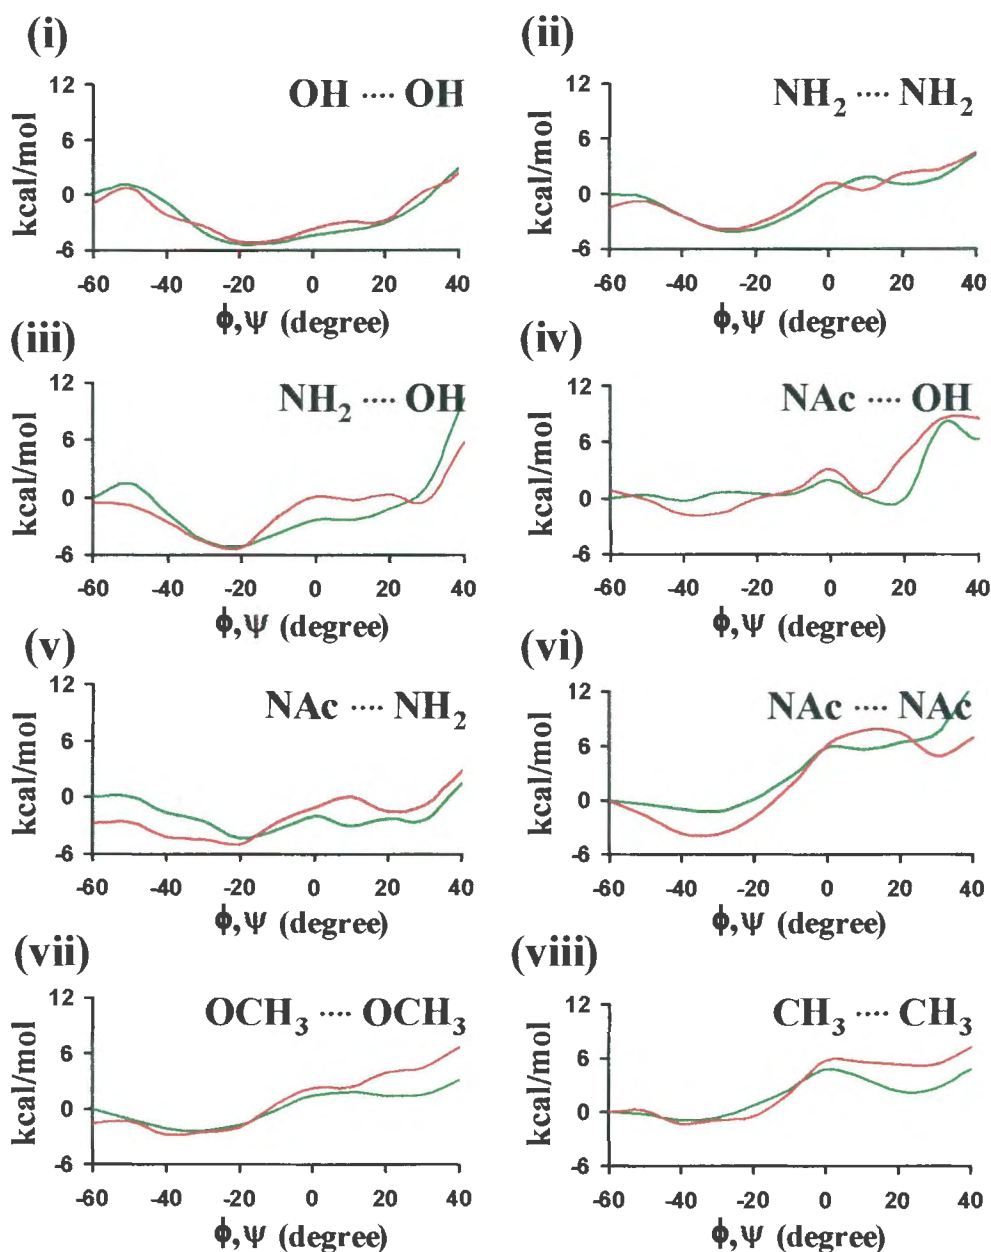 (i)
(ii)
12
6
0
-6
kcal/mol
OH ···· OH
-60 -40 -20 0 20 40
ϕ,ψ (degree)
12
6
0
-6
kcal/mol
NH₂ ···· NH₂
-60 -40 -20 0 20 40
ϕ,ψ (degree)
(iii)
(iv)
12
6
0
-6
kcal/mol
NH₂ ···· OH
-60 -40 -20 0 20 40
ϕ,ψ (degree)
12
6
0
-6
kcal/mol
NAc ···· OH
-60 -40 -20 0 20 40
ϕ,ψ (degree)
(v)
(vi)
12
6
0
-6
kcal/mol
NAc ···· NH₂
-60 -40 -20 0 20 40
ϕ,ψ (degree)
12
6
0
-6
kcal/mol
NAc ···· NAc
-60 -40 -20 0 20 40
ϕ,ψ (degree)
(vii)
(viii)
12
6
0
-6
kcal/mol
OCH₃ ···· OCH₃
-60 -40 -20 0 20 40
ϕ,ψ (degree)
12
6
0
-6
kcal/mol
CH₃ ···· CH₃
-60 -40 -20 0 20 40
ϕ,ψ (degree)